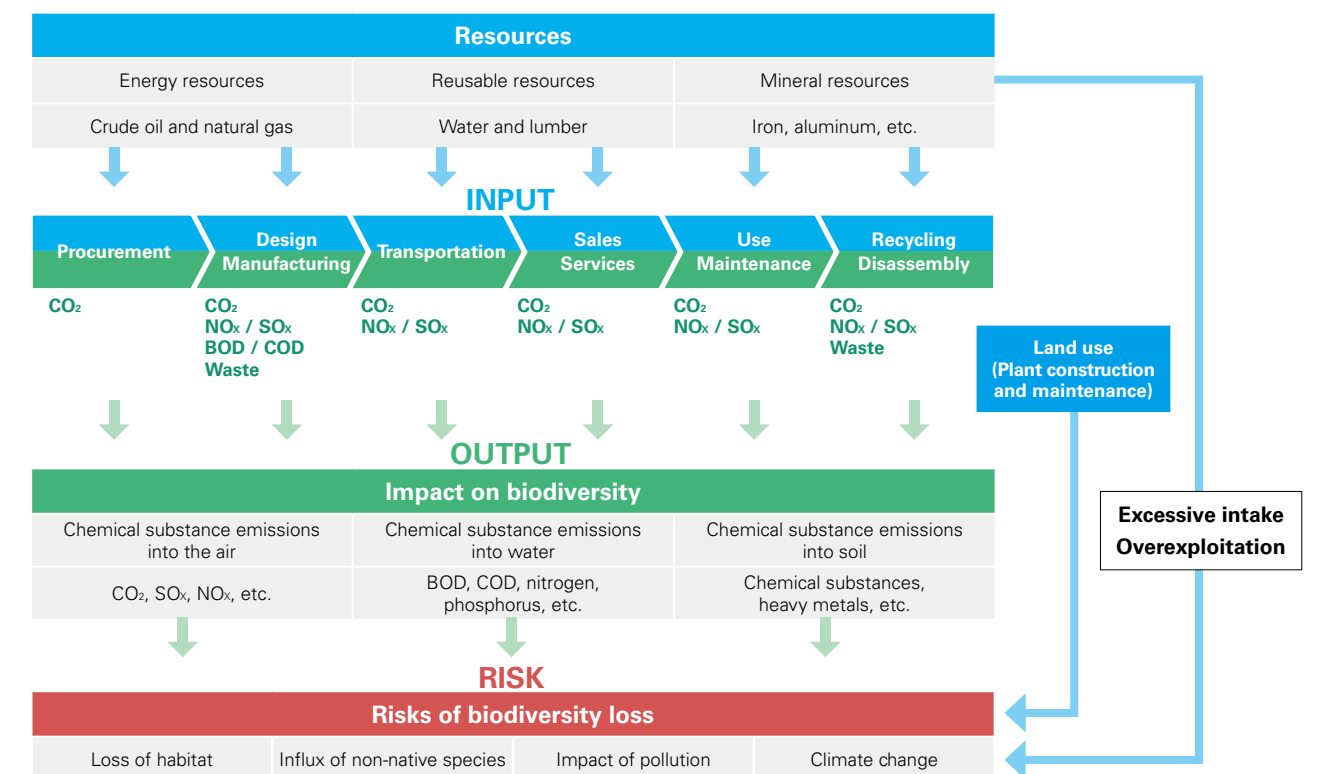 Resources
Energy resources
Reusable resources
Mineral resources
Crude oil and natural gas
Water and lumber
Iron, aluminum, etc.
INPUT
Procurement
Design
Manufacturing
Transportation
Sales
Services
Use
Maintenance
Recycling
Disassembly
CO₂
CO₂
NOx / SOx
BOD / COD
Waste
CO₂
NOx / SOx
CO₂
NOx / SOx
CO₂
NOx / SOx
CO₂
NOx / SOx
Waste
Land use
(Plant construction
and maintenance)
OUTPUT
Impact on biodiversity
Chemical substance emissions
into the air
Chemical substance emissions
into water
Chemical substance emissions
into soil
CO₂, SOx, NOx, etc.
BOD, COD, nitrogen,
phosphorus, etc.
Chemical substances,
heavy metals, etc.
Excessive intake
Overexploitation
RISK
Risks of biodiversity loss
Loss of habitat
Influx of non-native species
Impact of pollution
Climate change